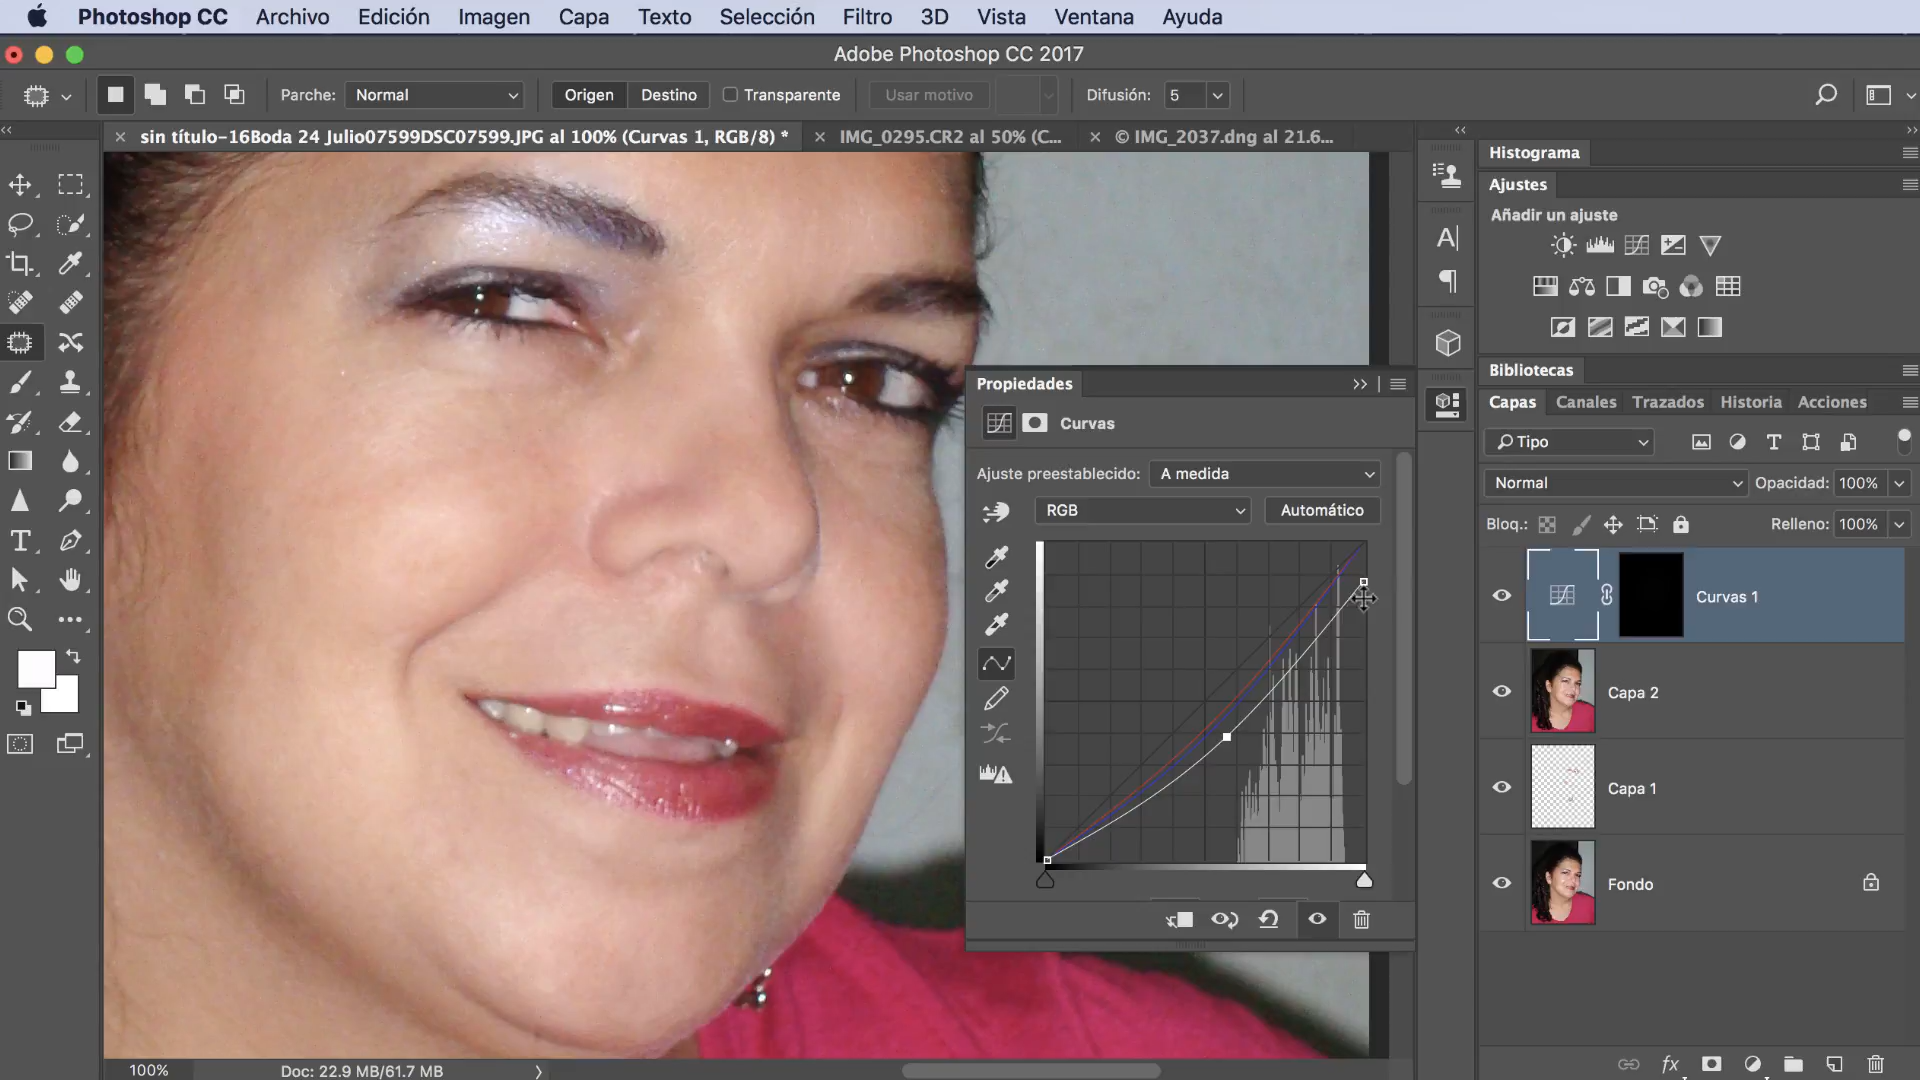 Photoshop CC Archivo Edición Imagen Capa Texto Selección Filtro 3D Vista Ventana Ayuda
Adobe Photoshop CC 2017
Parche: Normal Origen Destino Transparente Usar motivo Difusión: 5
sin título-16Boda 24 Julio07599DSC07599.JPG al 100% (Curvas 1, RGB/8) * IMG_0295.CR2 al 50% (C... © IMG_2037.dng al 21.6...
Histograma
Ajustes
Añadir un ajuste
Bibliotecas
Capas Canales Trazados Historia Acciones
Tipo
Normal Opacidad: 100%
Bloq.: Relleno: 100%
Curvas 1
Capa 2
Capa 1
Fondo
Propiedades
Curvas
Ajuste preestablecido: A medida
RGB Automático
100% Doc: 22.9 MB/61.7 MB